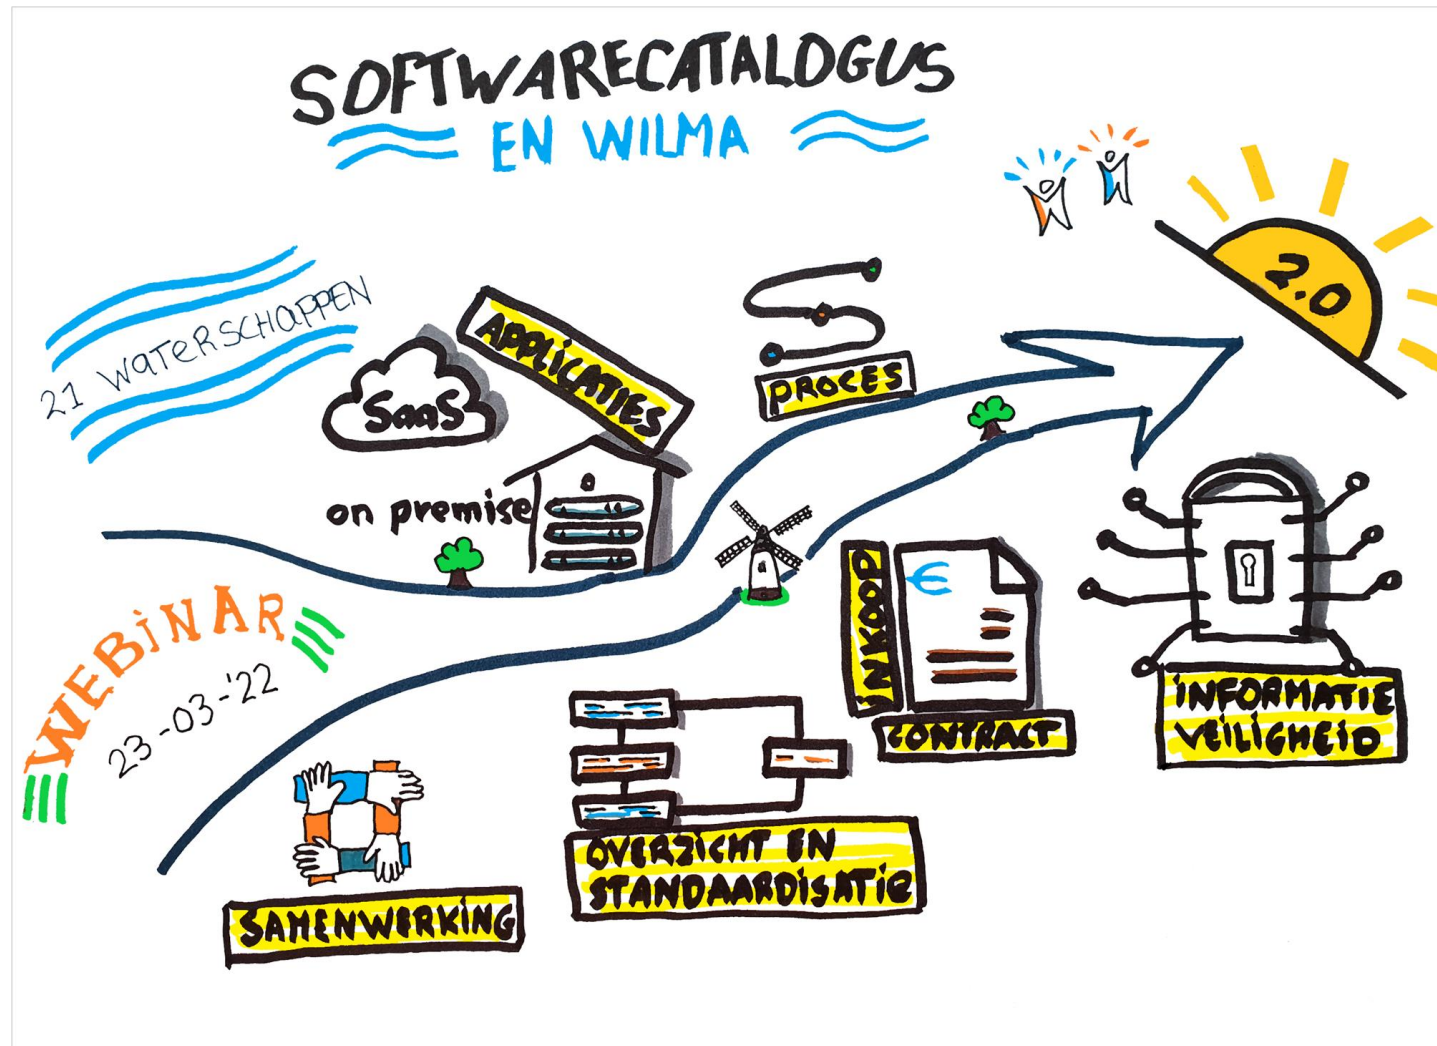 SOFTWARECATALOGUS
EN WILMA
2.0
21 WATERSCHAPPEN
APPLICATIES
SaaS
PROCES
on premise
WEBINAR
23-03-'22
INKOOP
€
CONTRACT
INFORMATIE
VEILIGHEID
OVERZICHT EN
STANDAARDISATIE
SAMENWERKING